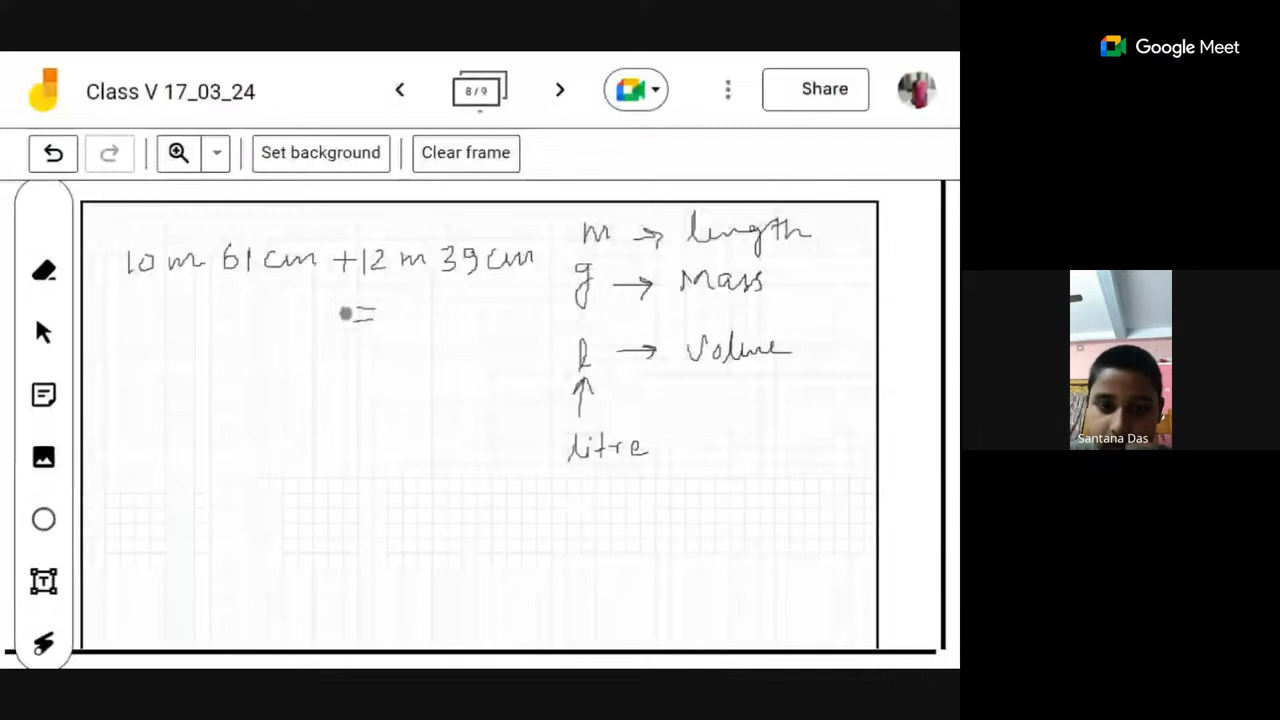 Google Meet
Class V 17_03_24
8/9
Share
Set background
Clear frame
10 m 61 cm + 12 m 39 cm
=
m → length
g → Mass
l → Volume
↑
litre
T
Santana Das